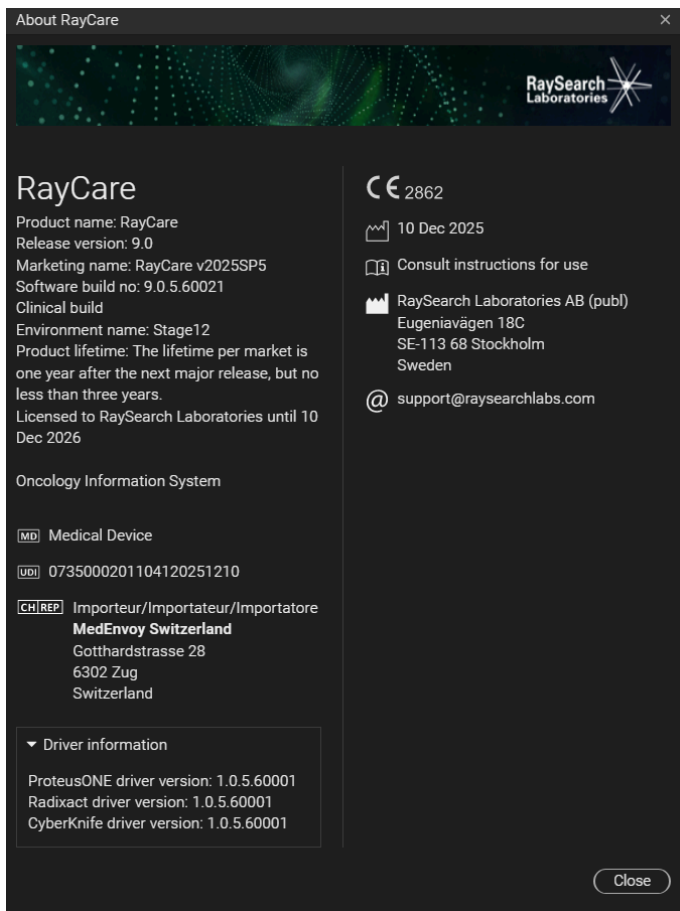 About RayCare
RaySearch
Laboratories
RayCare
Product name: RayCare
Release version: 9.0
Marketing name: RayCare v2025SP5
Software build no: 9.0.5.60021
Clinical build
Environment name: Stage12
Product lifetime: The lifetime per market is
one year after the next major release, but no
less than three years.
Licensed to RaySearch Laboratories until 10
Dec 2026
Oncology Information System
MD Medical Device
UDI 0735000201104120251210
CH REP Importeur/Importateur/Importatore
MedEnvoy Switzerland
Gotthardstrasse 28
6302 Zug
Switzerland
Driver information
ProteusONE driver version: 1.0.5.60001
Radixact driver version: 1.0.5.60001
CyberKnife driver version: 1.0.5.60001
CE 2862
10 Dec 2025
Consult instructions for use
RaySearch Laboratories AB (publ)
Eugeniavägen 18C
SE-113 68 Stockholm
Sweden
@ support@raysearchlabs.com
Close